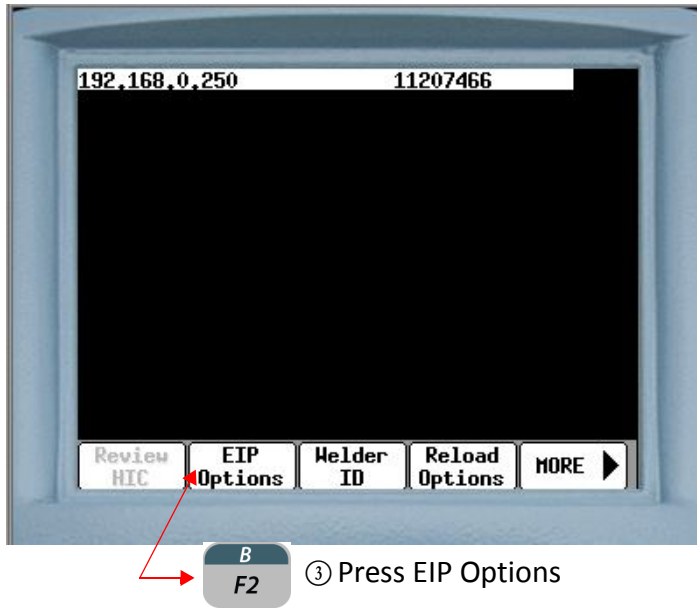 192.168.0.250 11207466
Review EIP Welder Reload MORE
HIC Options ID Options
B
F2 ③ Press EIP Options